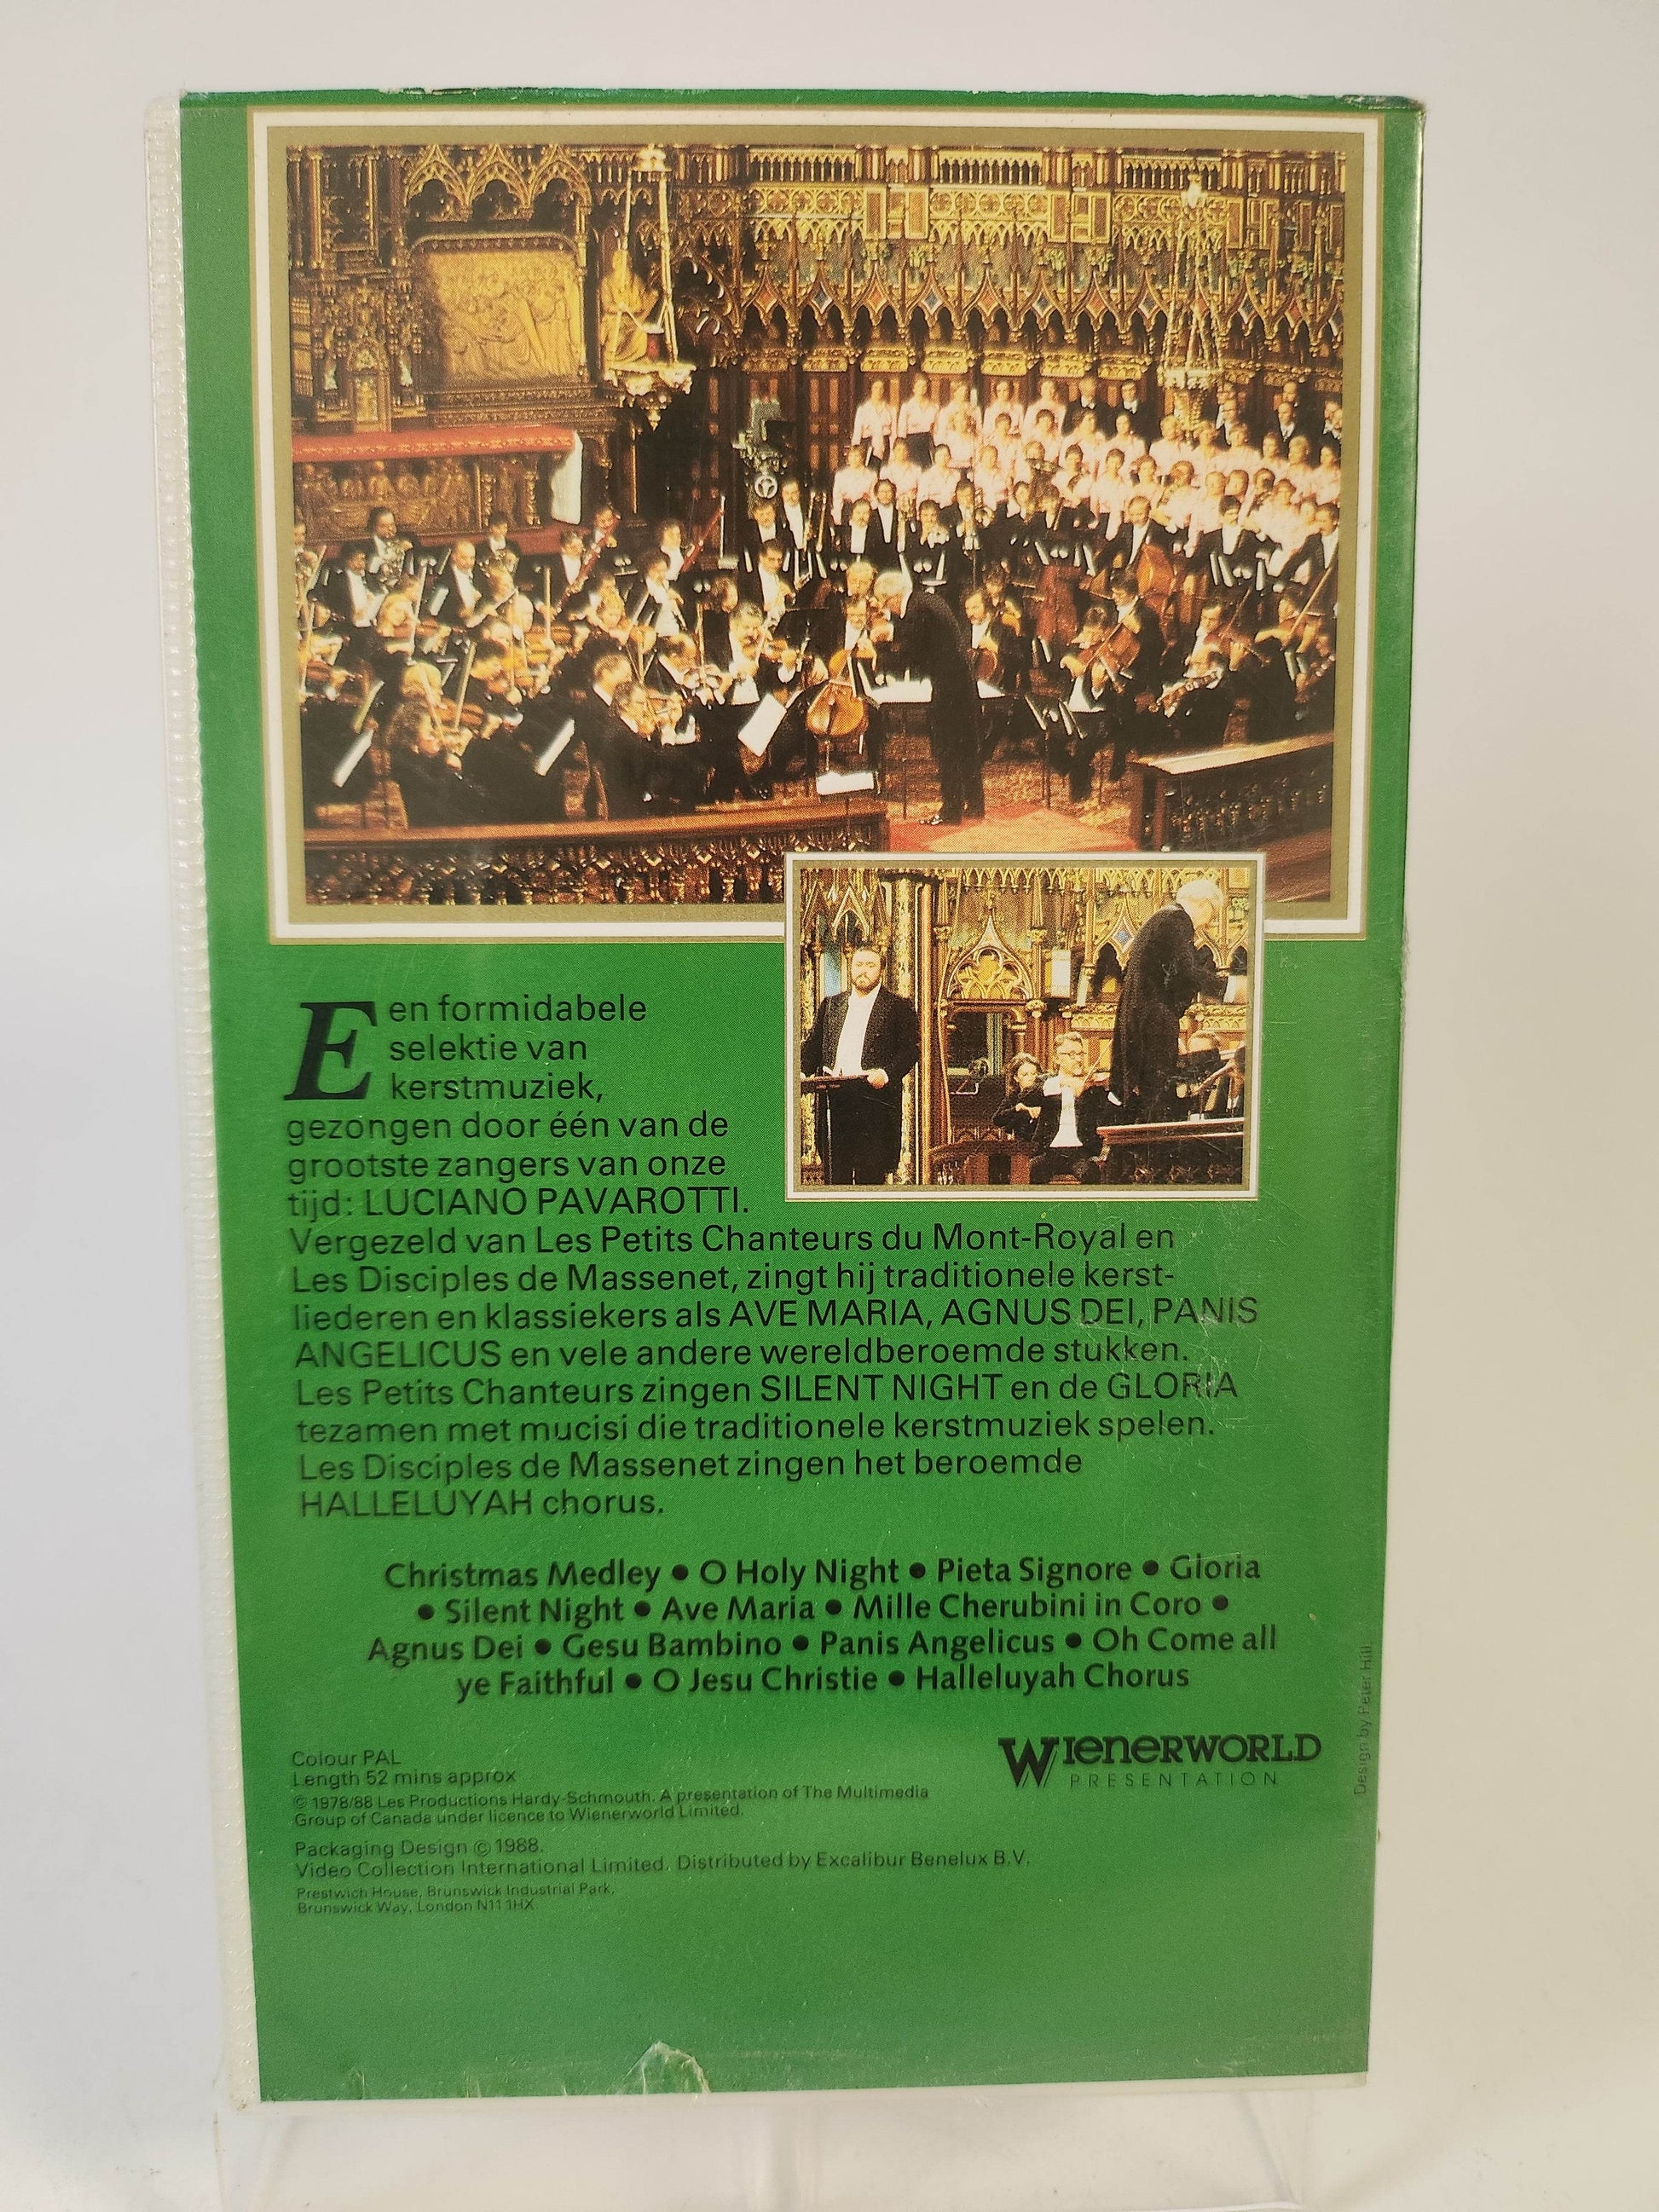 Een formidabele
selektie van
kerstmuziek,
gezongen door één van de
grootste zangers van onze
tijd: LUCIANO PAVAROTTI.
Vergezeld van Les Petits Chanteurs du Mont-Royal en
Les Disciples de Massenet, zingt hij traditionele kerst-
liederen en klassiekers als AVE MARIA, AGNUS DEI, PANIS
ANGELICUS en vele andere wereldberoemde stukken.
Les Petits Chanteurs zingen SILENT NIGHT en de GLORIA
tezamen met mucisi die traditionele kerstmuziek spelen.
Les Disciples de Massenet zingen het beroemde
HALLELUYAH chorus.
Christmas Medley • O Holy Night • Pieta Signore • Gloria
• Silent Night • Ave Maria • Mille Cherubini in Coro •
Agnus Dei • Gesu Bambino • Panis Angelicus • Oh Come all
ye Faithful • O Jesu Christie • Halleluyah Chorus
Colour PAL
Length 52 mins approx
© 1978/88 Les Productions Hardy-Schmouth. A presentation of The Multimedia
Group of Canada under licence to Wienerworld Limited.
Packaging Design © 1988.
Video Collection International Limited. Distributed by Excalibur Benelux B.V.
Prestwich House, Brunswick Industrial Park,
Brunswick Way, London N11 1HX
WIENERWORLD
PRESENTATION
Design by Peter Hill